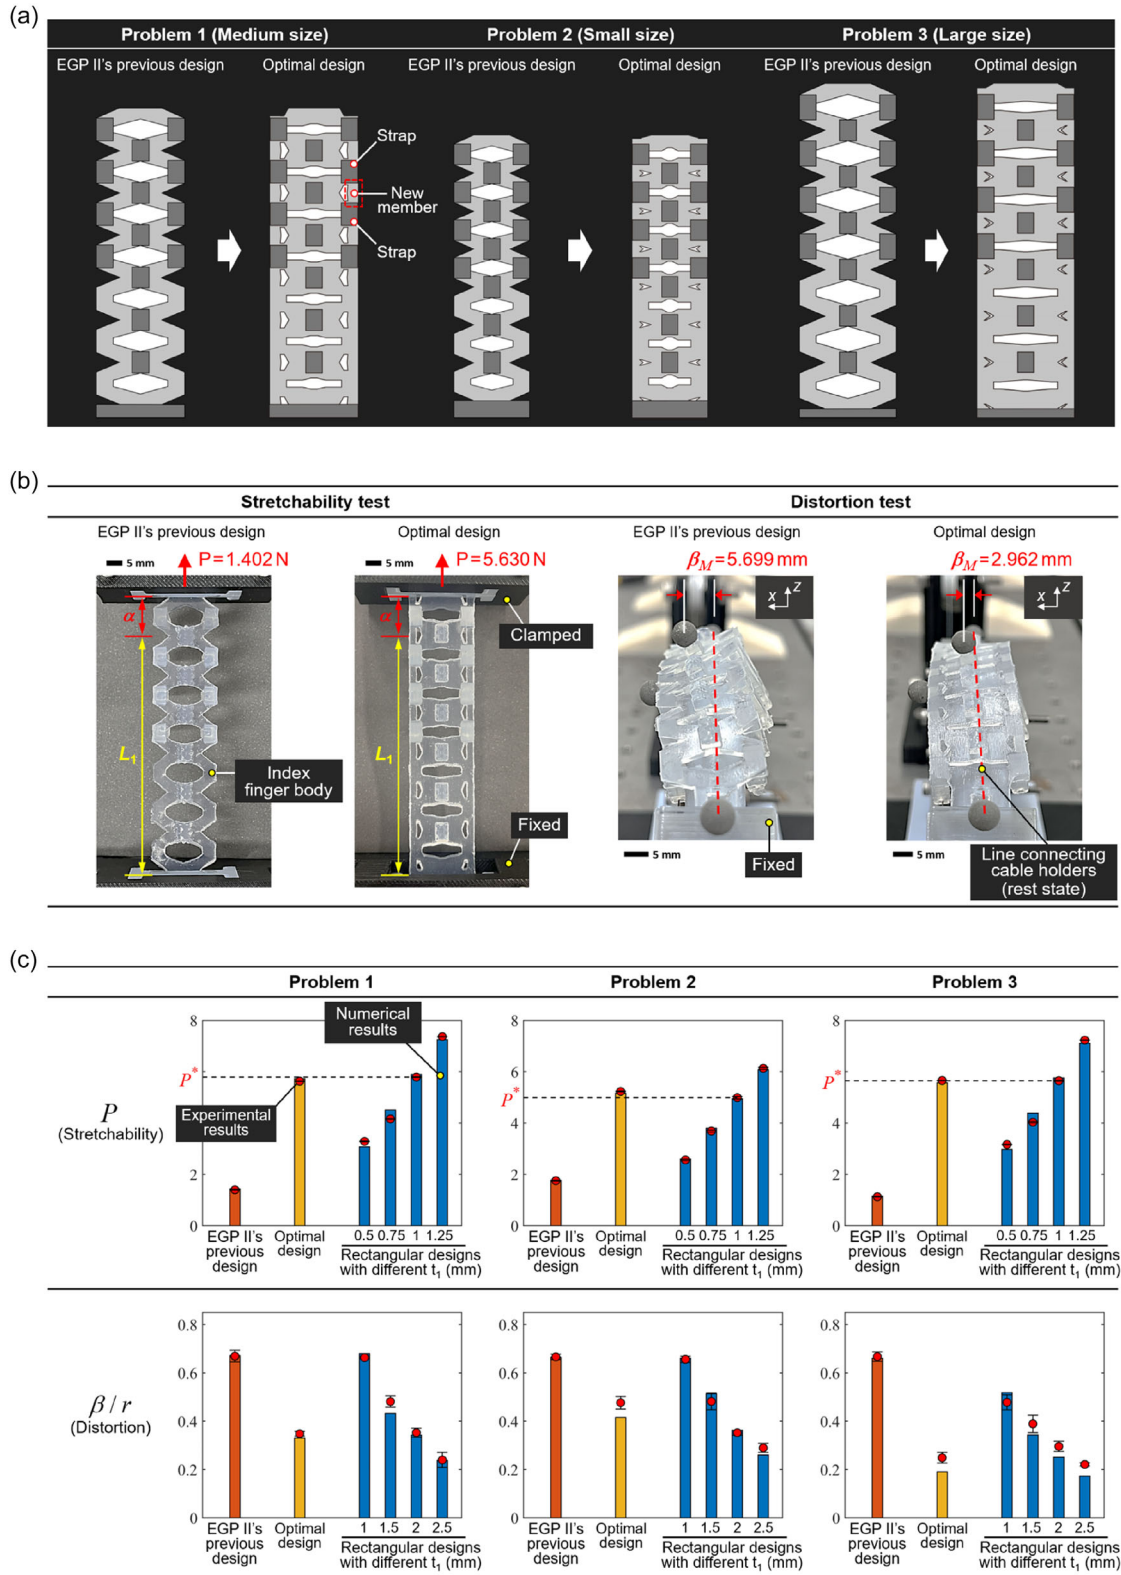 (a)
Problem 1 (Medium size)
Problem 2 (Small size)
Problem 3 (Large size)
EGP II's previous design
Optimal design
EGP II's previous design
Optimal design
EGP II's previous design
Optimal design
Strap
New
member
Strap
(b)
Stretchability test
Distortion test
EGP II's previous design
Optimal design
EGP II's previous design
Optimal design
5 mm
P=1.402 N
5 mm
P=5.630 N
β_M=5.699 mm
β_M=2.962 mm
α
α
Clamped
x
z
x
z
L₁
L₁
Index
finger body
Fixed
5 mm
Fixed
5 mm
Line connecting
cable holders
(rest state)
(c)
Problem 1
Problem 2
Problem 3
P
(Stretchability)
8
6
4
2
0
P*
Numerical
results
Experimental
results
EGP II's
previous
design
Optimal
design
0.5 0.75 1 1.25
Rectangular designs
with different t₁ (mm)
8
6
4
2
0
P*
EGP II's
previous
design
Optimal
design
0.5 0.75 1 1.25
Rectangular designs
with different t₁ (mm)
8
6
4
2
0
P*
EGP II's
previous
design
Optimal
design
0.5 0.75 1 1.25
Rectangular designs
with different t₁ (mm)
β / r
(Distortion)
0.8
0.6
0.4
0.2
0
EGP II's
previous
design
Optimal
design
1 1.5 2 2.5
Rectangular designs
with different t₁ (mm)
0.8
0.6
0.4
0.2
0
EGP II's
previous
design
Optimal
design
1 1.5 2 2.5
Rectangular designs
with different t₁ (mm)
0.8
0.6
0.4
0.2
0
EGP II's
previous
design
Optimal
design
1 1.5 2 2.5
Rectangular designs
with different t₁ (mm)